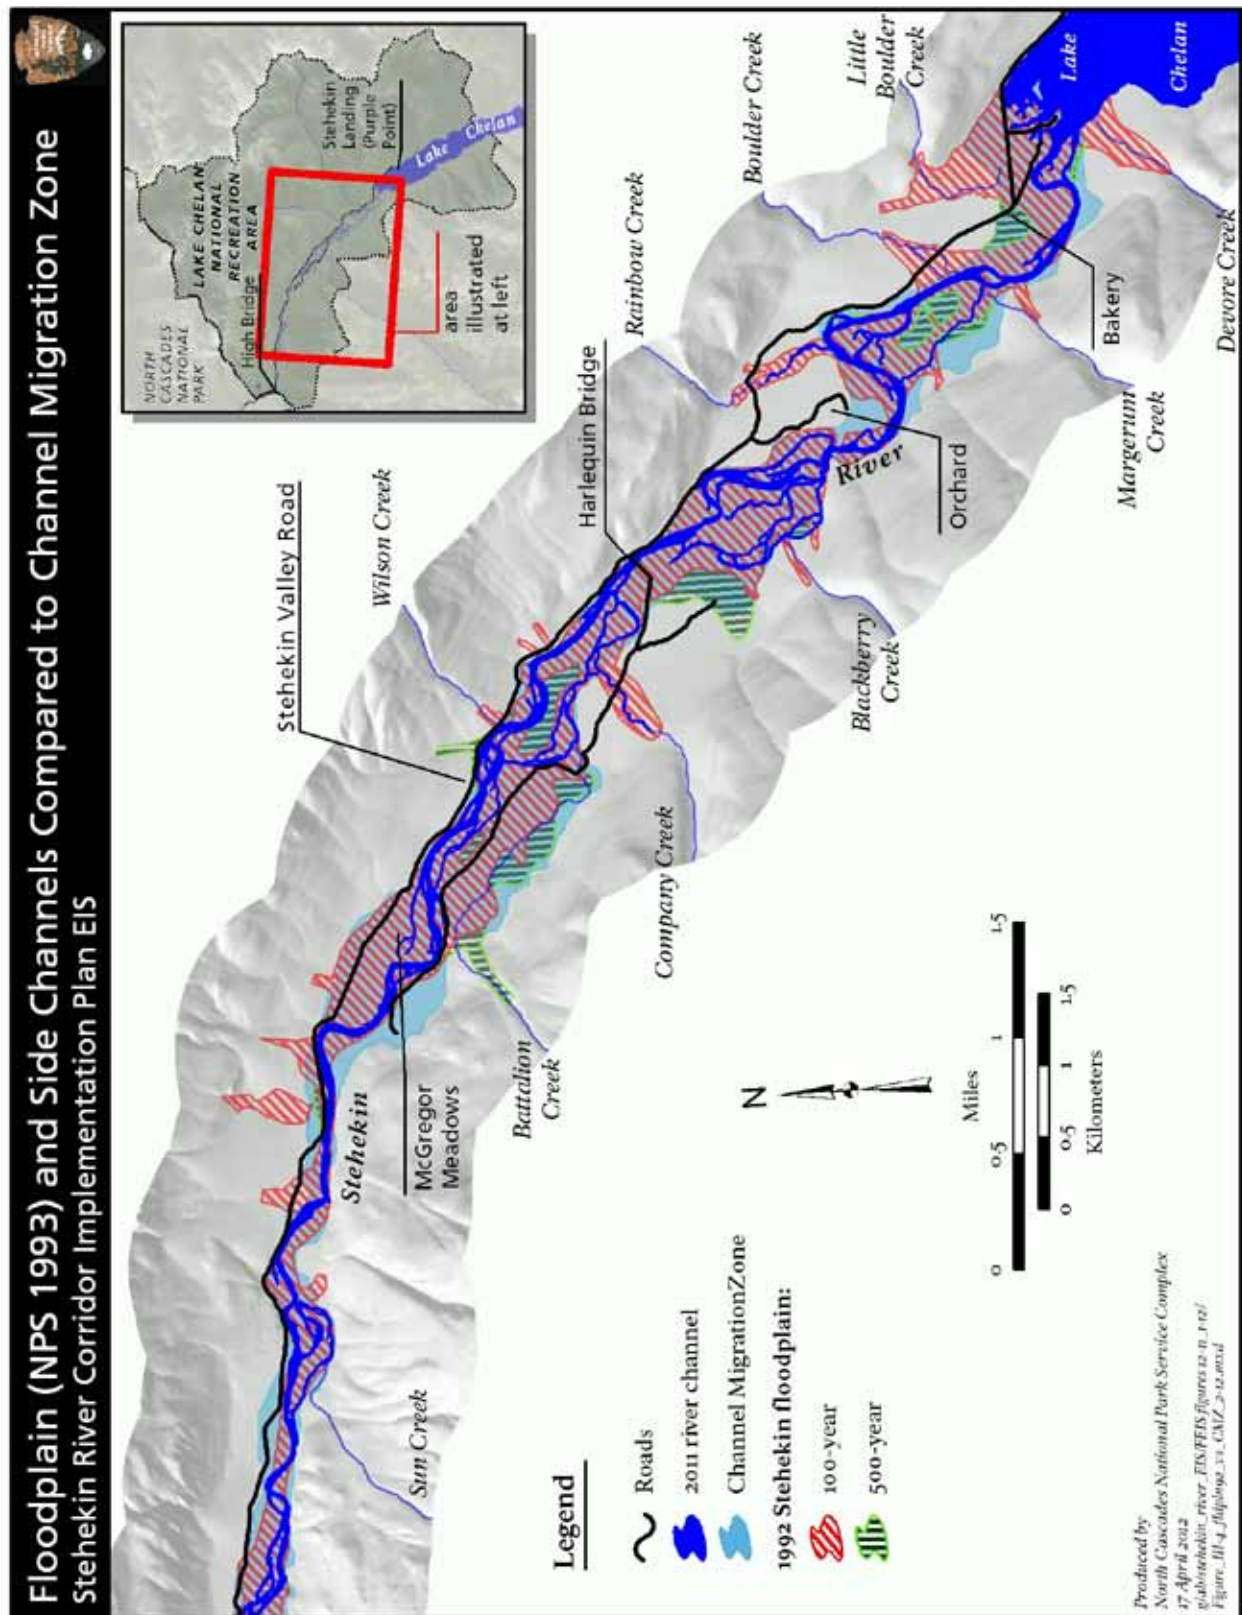 Floodplain (NPS 1993) and Side Channels Compared to Channel Migration Zone
Stehekin River Corridor Implementation Plan EIS
NORTH
CASCADES
NATIONAL
PARK
LAKE CHELAN
NATIONAL
RECREATION
AREA
High Bridge
Stehekin
Landing
(Purple
Point)
Lake Chelan
area
illustrated
at left
Stehekin Valley Road
Wilson Creek
Harlequin Bridge
Rainbow Creek
Boulder Creek
Little
Boulder
Creek
Lake
Chelan
Stehekin
River
McGregor
Meadows
Sun Creek
Battalion
Creek
Company Creek
Blackberry
Creek
Orchard
Margerum
Creek
Bakery
Devore Creek
Legend
Roads
2011 river channel
Channel MigrationZone
1992 Stehekin floodplain:
100-year
500-year
N
Miles
0 0.5 1 1.5
0 0.5 1 1.5
Kilometers
Produced by
North Cascades National Park Service Complex
17 April 2012